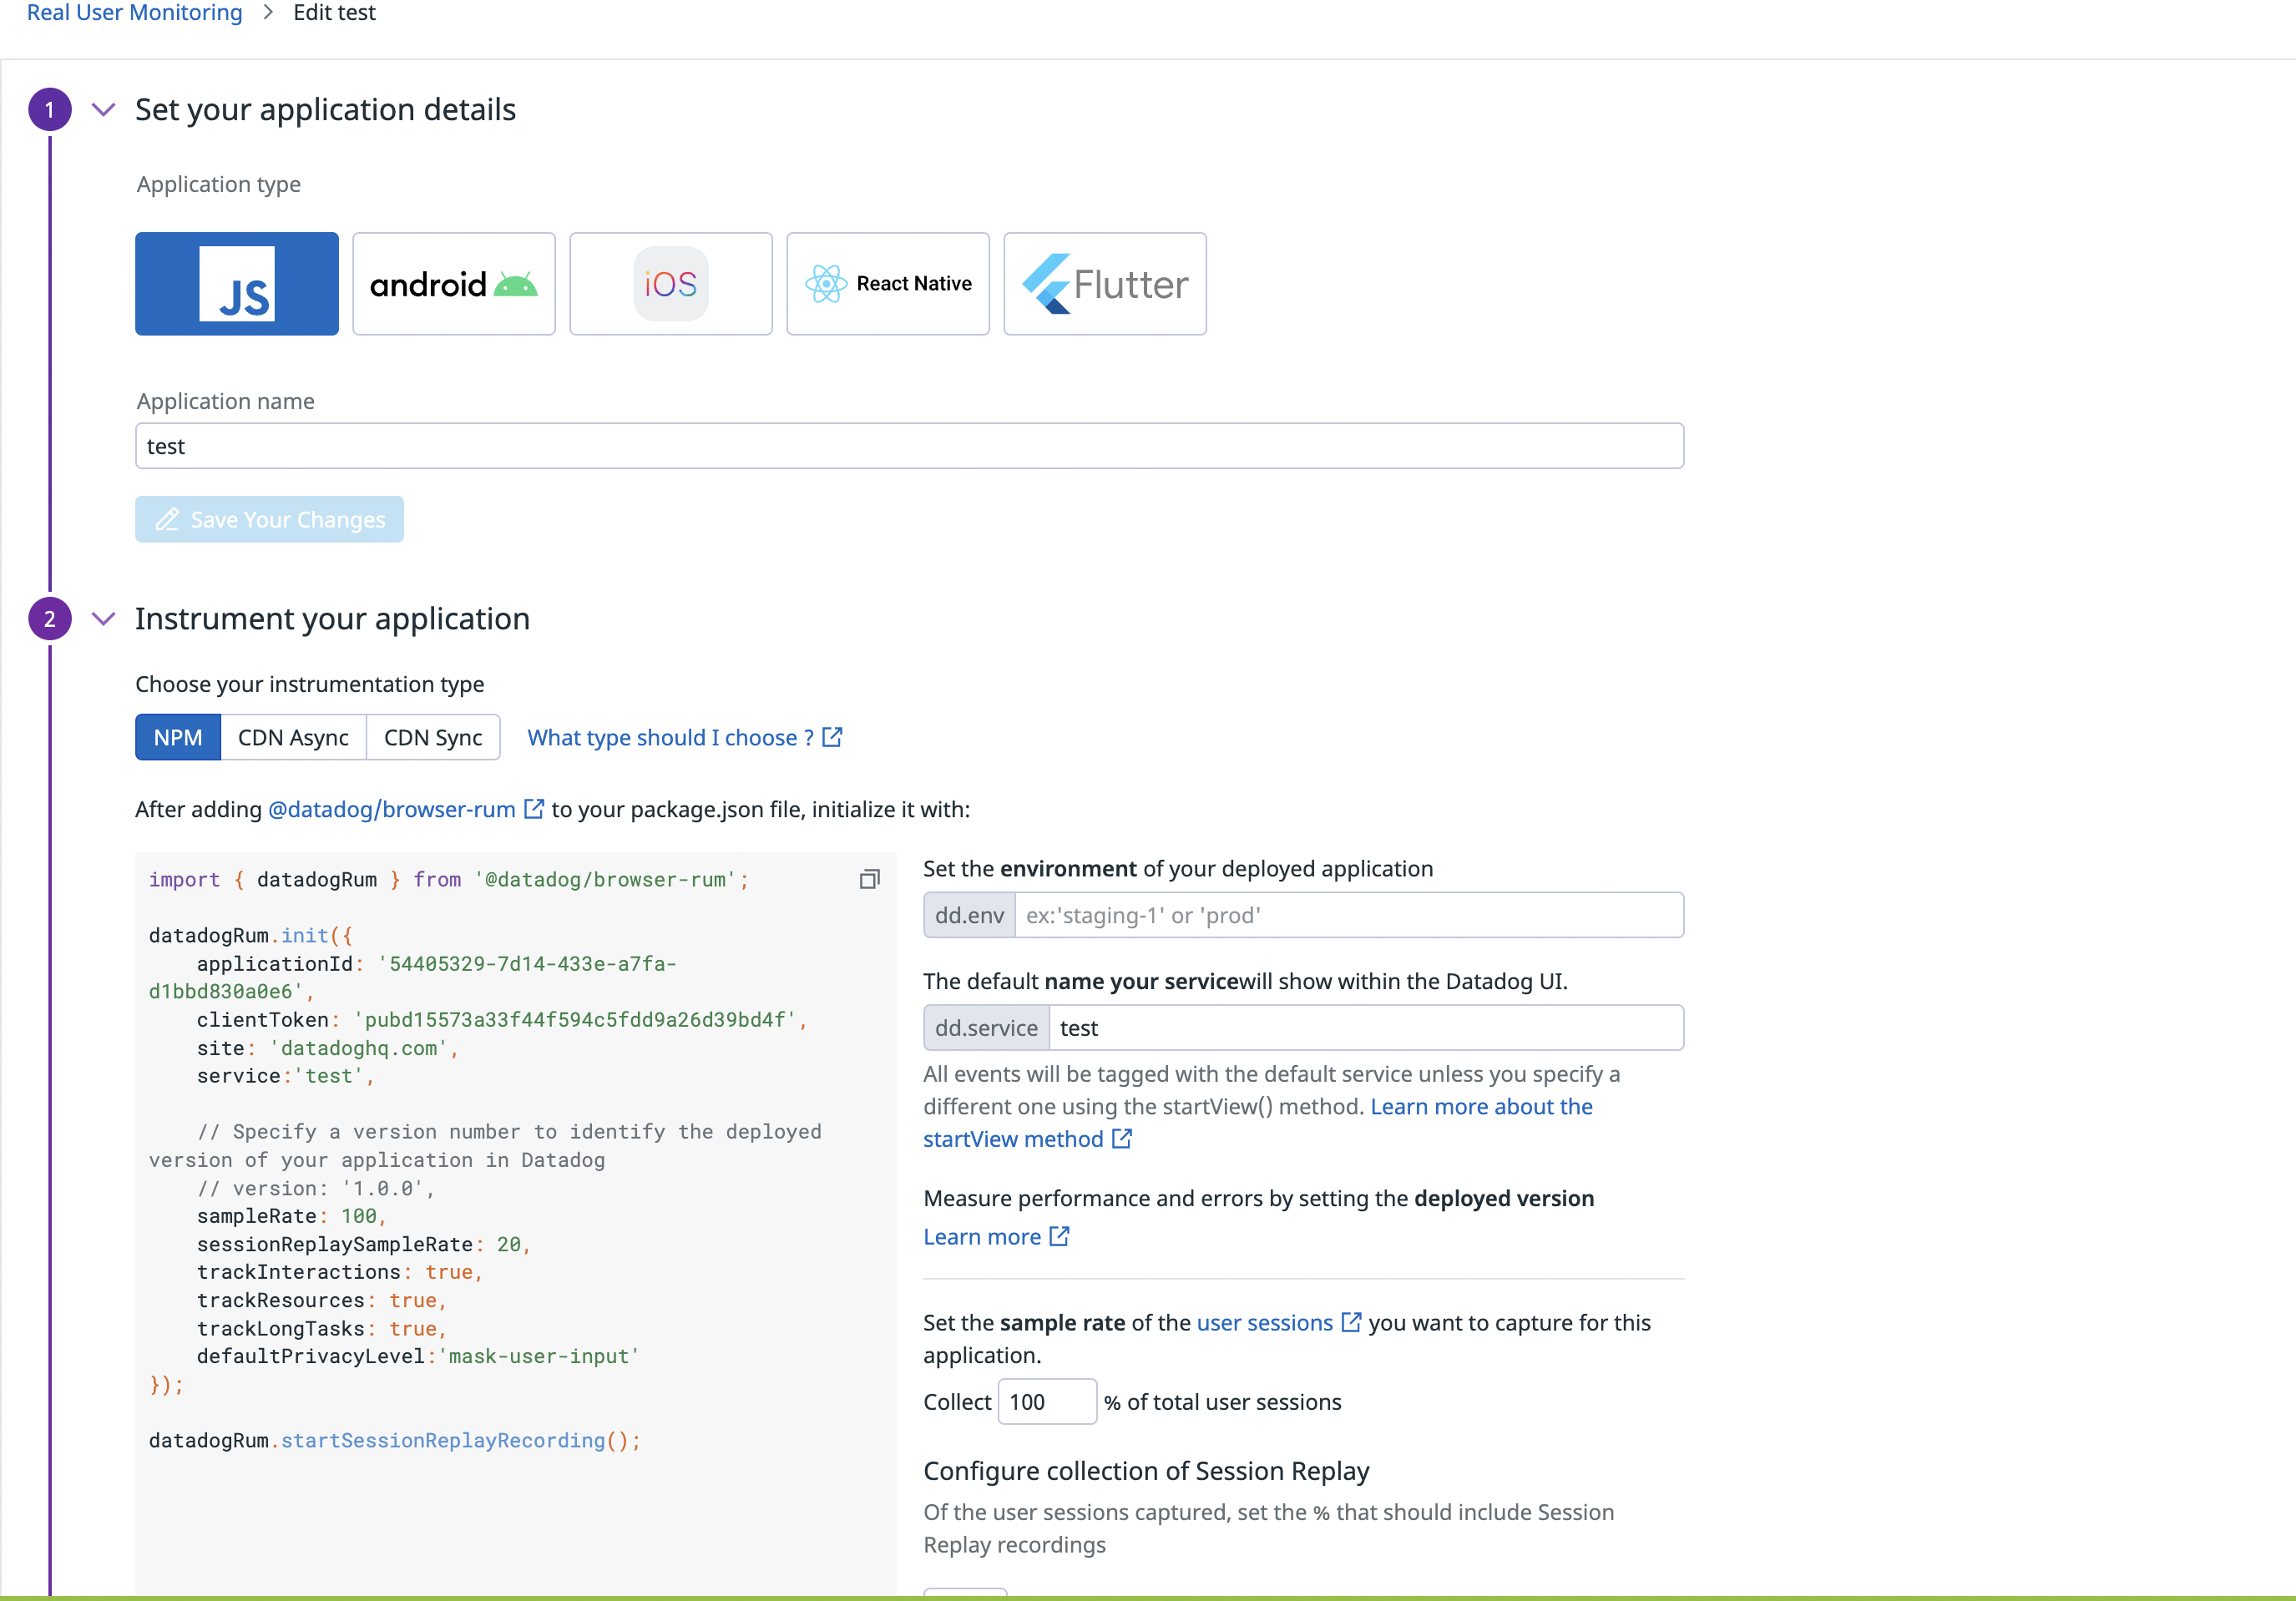 Real User Monitoring > Edit test
1 Set your application details
Application type
JS
android
iOS
React Native
Flutter
Application name
test
Save Your Changes
2 Instrument your application
Choose your instrumentation type
NPM CDN Async CDN Sync What type should I choose ?
After adding @datadog/browser-rum to your package.json file, initialize it with:
import { datadogRum } from '@datadog/browser-rum';
datadogRum.init({
    applicationId: '54405329-7d14-433e-a7fa-
d1bbd830a0e6',
    clientToken: 'pubd15573a33f44f594c5fdd9a26d39bd4f',
    site: 'datadoghq.com',
    service:'test',
    // Specify a version number to identify the deployed
version of your application in Datadog
    // version: '1.0.0',
    sampleRate: 100,
    sessionReplaySampleRate: 20,
    trackInteractions: true,
    trackResources: true,
    trackLongTasks: true,
    defaultPrivacyLevel:'mask-user-input'
});
datadogRum.startSessionReplayRecording();
Set the environment of your deployed application
dd.env ex:'staging-1' or 'prod'
The default name your servicewill show within the Datadog UI.
dd.service test
All events will be tagged with the default service unless you specify a
different one using the startView() method. Learn more about the
startView method
Measure performance and errors by setting the deployed version
Learn more
Set the sample rate of the user sessions you want to capture for this
application.
Collect 100 % of total user sessions
Configure collection of Session Replay
Of the user sessions captured, set the % that should include Session
Replay recordings